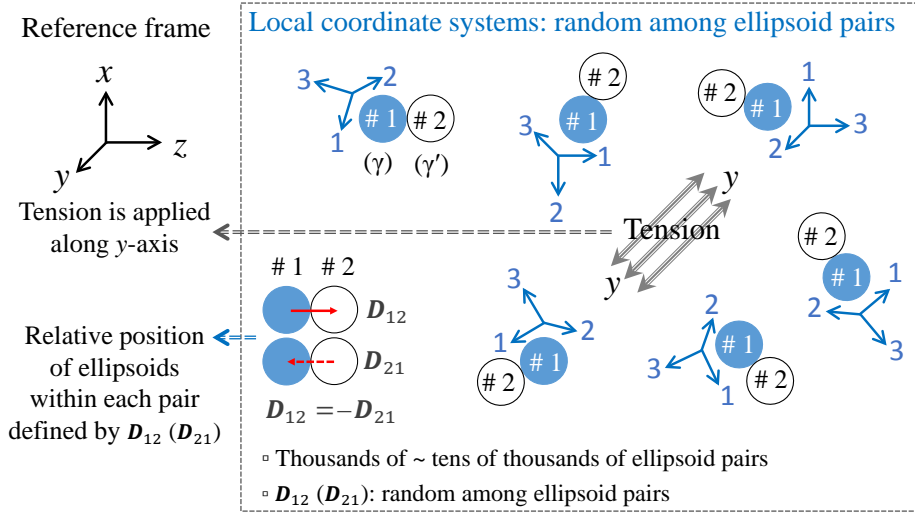 Reference frame
x
y
z
Tension is applied
along y-axis
Relative position
of ellipsoids
within each pair
defined by D₁₂ (D₂₁)
Local coordinate systems: random among ellipsoid pairs
3
2
1
# 1
# 2
(γ)
(γ′)
# 2
# 1
3
1
2
# 2
# 1
1
3
2
y
Tension
y
# 1
# 2
D₁₂
D₂₁
D₁₂ =−D₂₁
3
2
1
# 1
# 2
2
3
1
# 1
# 2
# 2
# 1
1
2
3
▫ Thousands of ~ tens of thousands of ellipsoid pairs
▫ D₁₂ (D₂₁): random among ellipsoid pairs